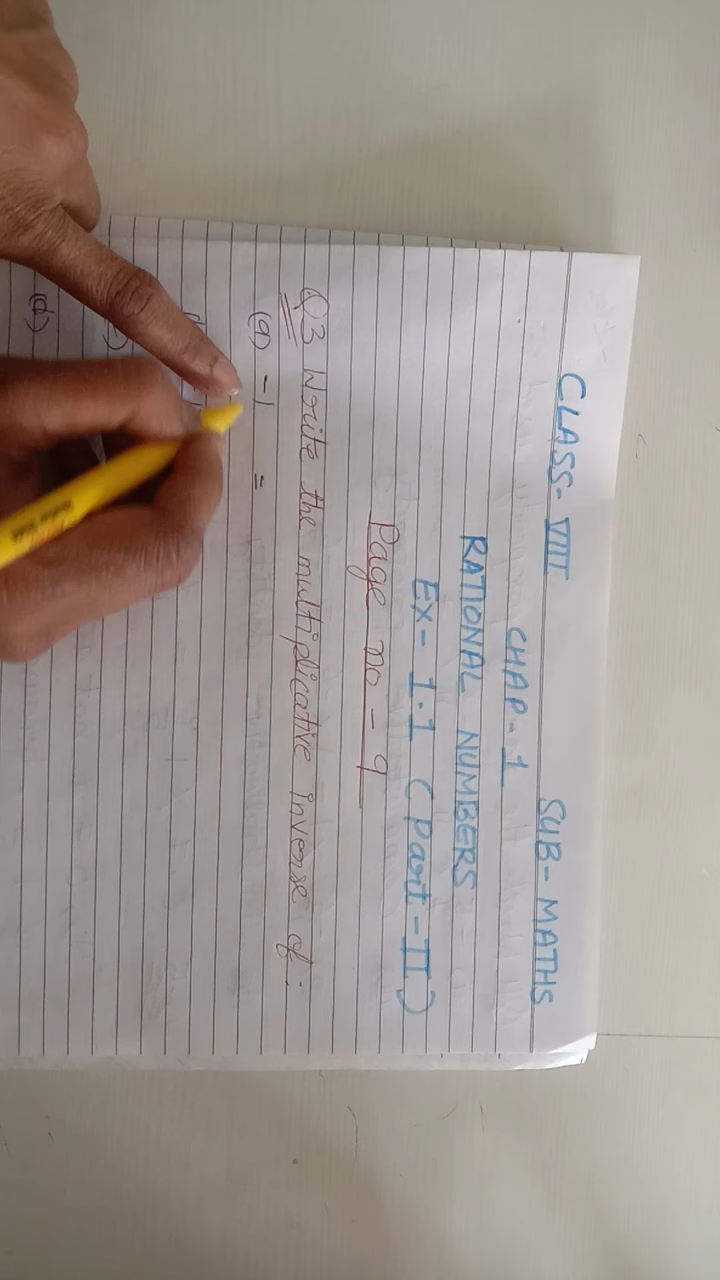 CLASS- VIII SUB- MATHS
CHAP- 1
RATIONAL NUMBERS
Ex- 1.1 (Part-II)
Page no - 9
Q3 Write the multiplicative inverse of:
(a) -1 =
(d)